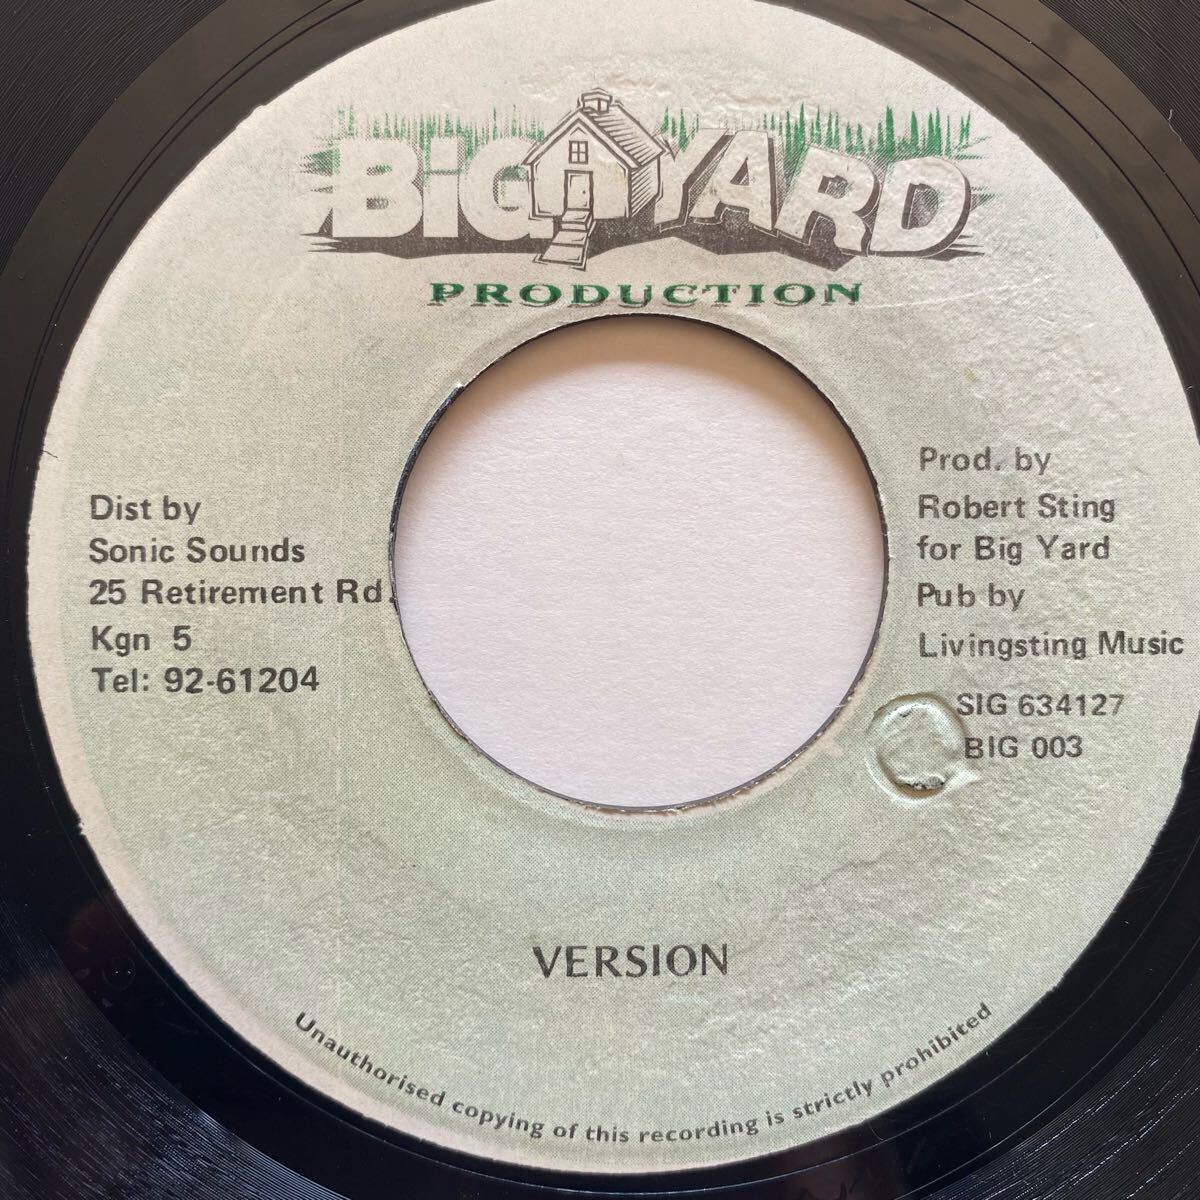 BiG YARD
PRODUCTION
Dist by
Sonic Sounds
25 Retirement Rd.
Kgn 5
Tel: 92-61204
Prod. by
Robert Sting
for Big Yard
Pub by
Livingsting Music
SIG 634127
BIG 003
VERSION
Unauthorised copying of this recording is strictly prohibited